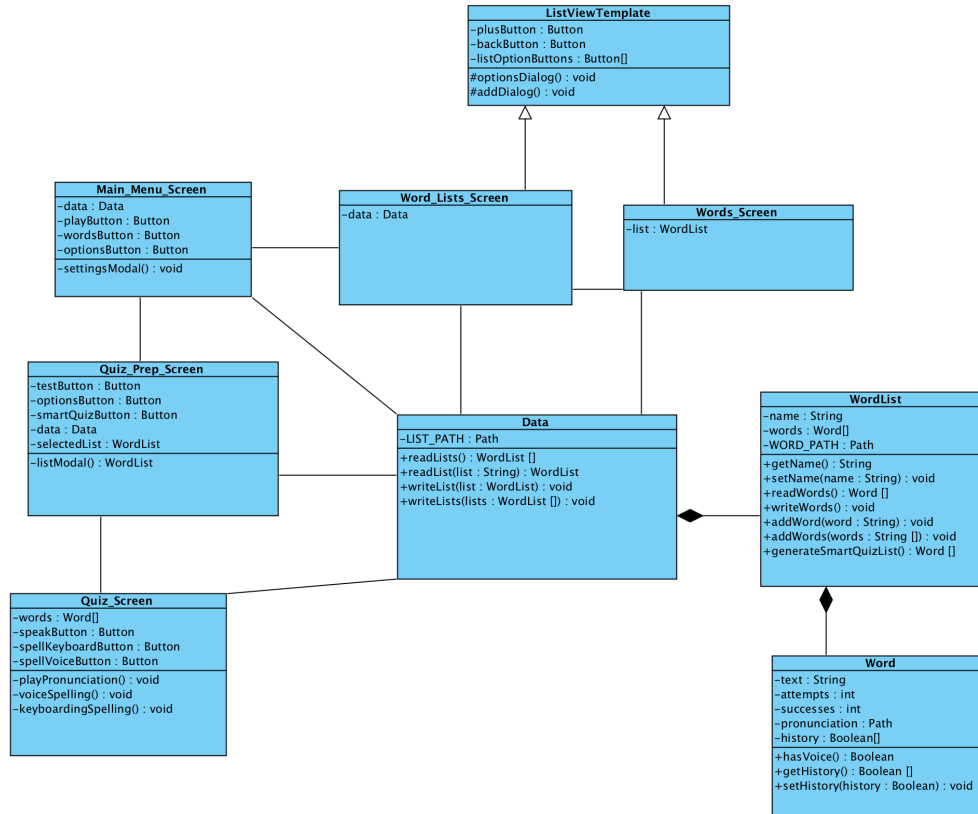 ListViewTemplate
-plusButton : Button
-backButton : Button
-listOptionButtons : Button[]
#optionsDialog() : void
#addDialog() : void
Main_Menu_Screen
-data : Data
-playButton : Button
-wordsButton : Button
-optionsButton : Button
-settingsModal() : void
Word_Lists_Screen
-data : Data
Words_Screen
-list : WordList
Quiz_Prep_Screen
-testButton : Button
-optionsButton : Button
-smartQuizButton : Button
-data : Data
-selectedList : WordList
-listModal() : WordList
Data
-LIST_PATH : Path
+readLists() : WordList []
+readList(list : String) : WordList
+writeList(list : WordList) : void
+writeLists(lists : WordList []) : void
WordList
-name : String
-words : Word[]
-WORD_PATH : Path
+getName() : String
+setName(name : String) : void
+readWords() : Word []
+writeWords() : void
+addWord(word : String) : void
+addWords(words : String []) : void
+generateSmartQuizList() : Word []
Quiz_Screen
-words : Word[]
-speakButton : Button
-spellKeyboardButton : Button
-spellVoiceButton : Button
-playPronunciation() : void
-voiceSpelling() : void
-keyboardingSpelling() : void
Word
-text : String
-attempts : int
-successes : int
-pronunciation : Path
-history : Boolean[]
+hasVoice() : Boolean
+getHistory() : Boolean []
+setHistory(history : Boolean) : void